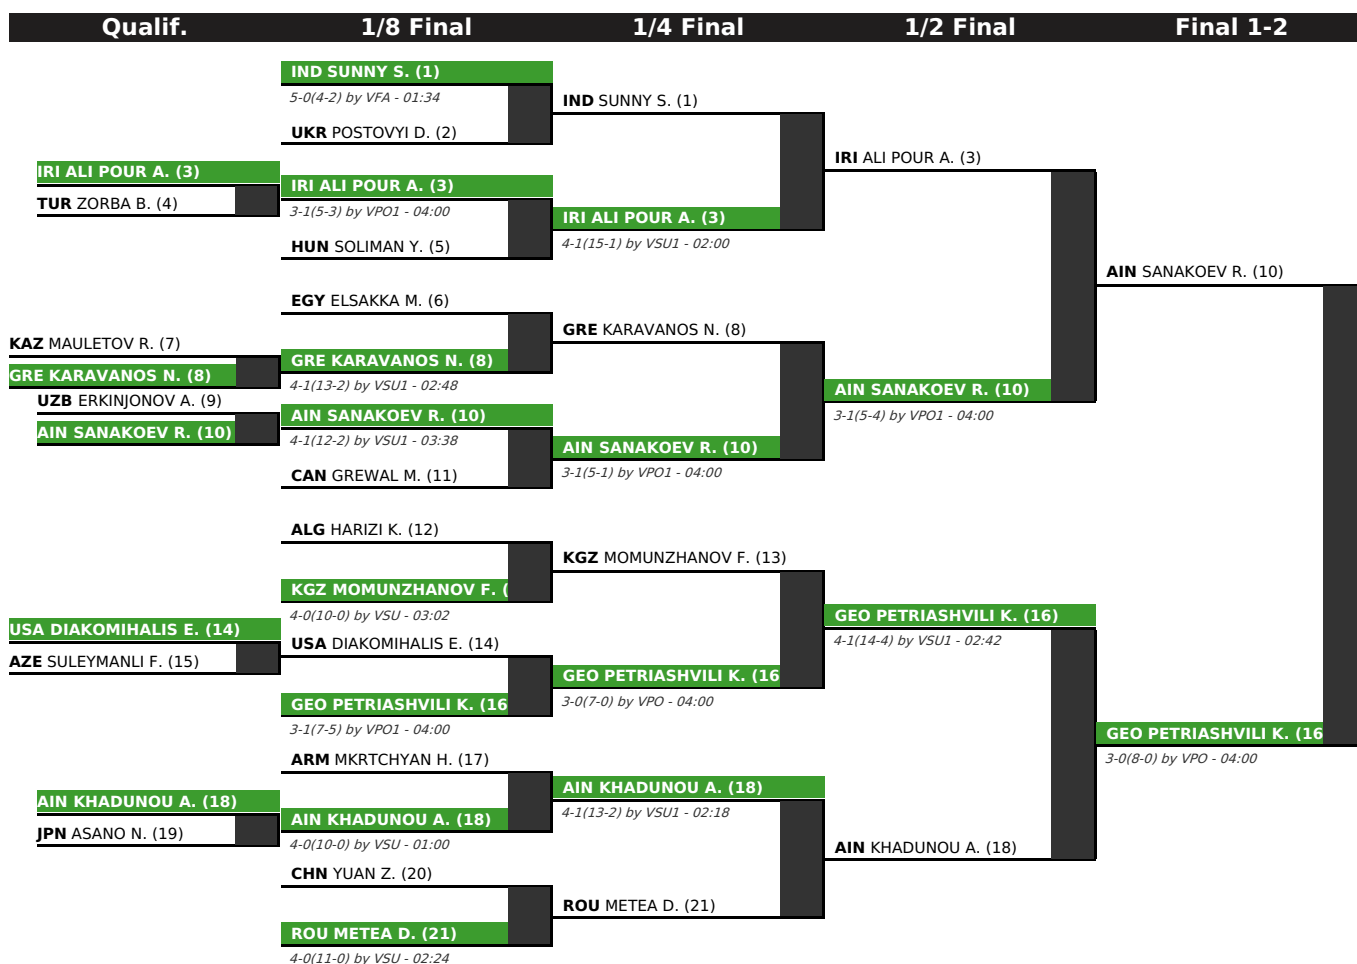 Qualif.
1/8 Final
1/4 Final
1/2 Final
Final 1-2
IRI ALI POUR A. (3)
TUR ZORBA B. (4)
KAZ MAULETOV R. (7)
GRE KARAVANOS N. (8)
UZB ERKINJONOV A. (9)
AIN SANAKOEV R. (10)
USA DIAKOMIHALIS E. (14)
AZE SULEYMANLI F. (15)
AIN KHADUNOU A. (18)
JPN ASANO N. (19)
IND SUNNY S. (1)
5-0(4-2) by VFA - 01:34
UKR POSTOVYI D. (2)
IRI ALI POUR A. (3)
3-1(5-3) by VPO1 - 04:00
HUN SOLIMAN Y. (5)
EGY ELSAKKA M. (6)
GRE KARAVANOS N. (8)
4-1(13-2) by VSU1 - 02:48
AIN SANAKOEV R. (10)
4-1(12-2) by VSU1 - 03:38
CAN GREWAL M. (11)
ALG HARIZI K. (12)
KGZ MOMUNZHANOV F. (
4-0(10-0) by VSU - 03:02
USA DIAKOMIHALIS E. (14)
GEO PETRIASHVILI K. (16
3-1(7-5) by VPO1 - 04:00
ARM MKRTCHYAN H. (17)
AIN KHADUNOU A. (18)
4-0(10-0) by VSU - 01:00
CHN YUAN Z. (20)
ROU METEA D. (21)
4-0(11-0) by VSU - 02:24
IND SUNNY S. (1)
IRI ALI POUR A. (3)
4-1(15-1) by VSU1 - 02:00
GRE KARAVANOS N. (8)
AIN SANAKOEV R. (10)
3-1(5-1) by VPO1 - 04:00
KGZ MOMUNZHANOV F. (13)
GEO PETRIASHVILI K. (16
3-0(7-0) by VPO - 04:00
AIN KHADUNOU A. (18)
4-1(13-2) by VSU1 - 02:18
ROU METEA D. (21)
IRI ALI POUR A. (3)
AIN SANAKOEV R. (10)
3-1(5-4) by VPO1 - 04:00
GEO PETRIASHVILI K. (16)
4-1(14-4) by VSU1 - 02:42
AIN KHADUNOU A. (18)
AIN SANAKOEV R. (10)
GEO PETRIASHVILI K. (16
3-0(8-0) by VPO - 04:00